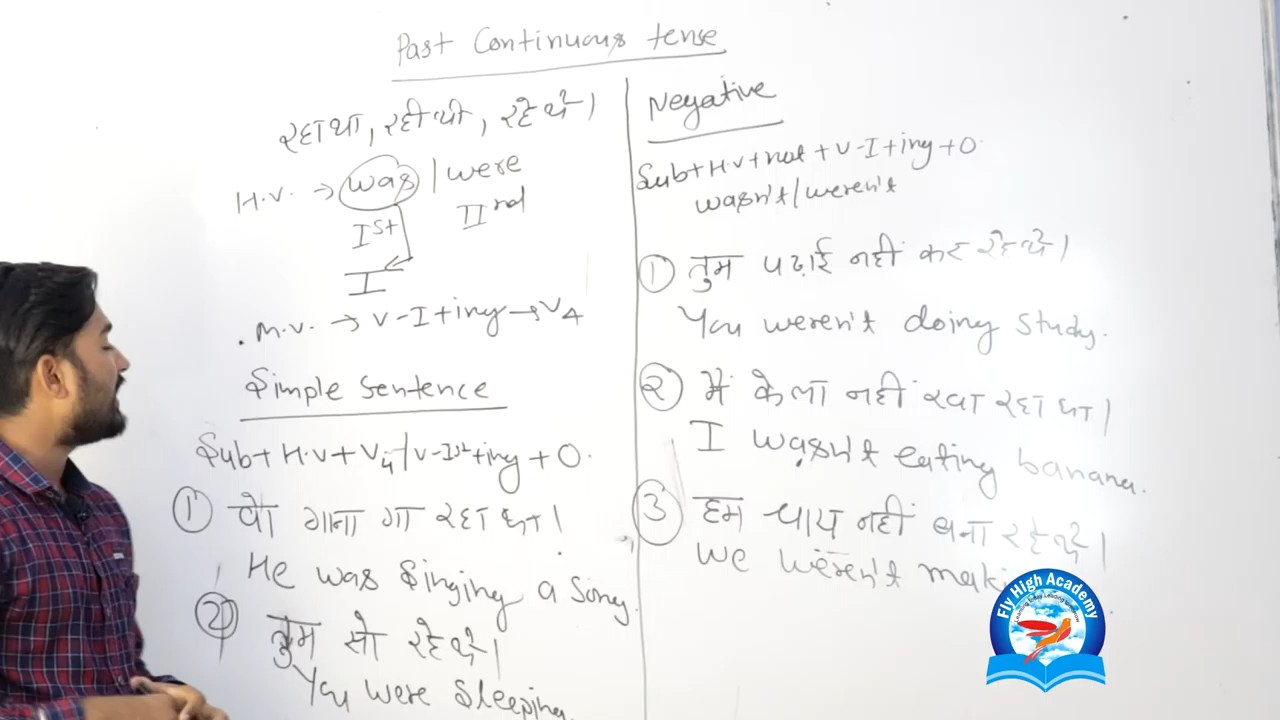 Past Continuous tense
रहा था, रही थी, रहे थे।
H.v. → was / were
Ist IInd
I
M.v. → V-I+ing → V4
Simple Sentence
Sub+H.v+V4/V-Ist+ing+O.
① वो गाना गा रहा था।
He was Singing a Song.
② तुम सो रहे थे।
You were Sleeping.
Negative
Sub+H.v+not+V-I+ing+O.
wasn't/weren't
① तुम पढ़ाई नहीं कर रहे थे।
You weren't doing study.
② मैं केला नहीं खा रहा था।
I wasn't eating banana.
③ हम चाय नहीं बना रहे थे।
We weren't
Fly High Academy